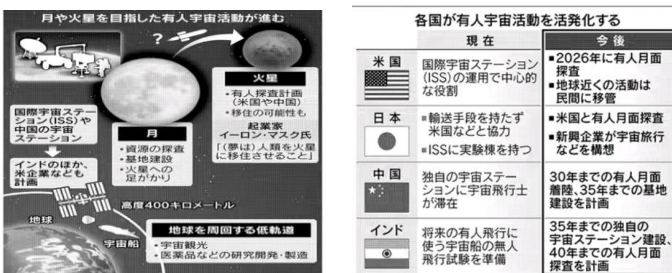 月や火星を目指した有人宇宙活動が進む
?
火星
・有人探査計画
(米国や中国)
・移住の可能性も
起業家
イーロン・マスク氏
「(夢は)人類を火星
に移住させること」
月
・資源の探査
・基地建設
・火星への
足がかり
国際宇宙ステー
ション(ISS)や
中国の宇宙
ステーション
インドのほか、
米企業なども
計画
高度400キロメートル
地球
宇宙船
地球を周回する低軌道
・宇宙観光
・医薬品などの研究開発・製造
各国が有人宇宙活動を活発化する
現在
今後
米国
国際宇宙ステーション
(ISS)の運用で中心的
な役割
■2026年に有人月面
探査
■地球近くの活動は
民間に移管
日本
■輸送手段を持たず
米国などと協力
■ISSに実験棟を持つ
■米国と有人月面探査
■新興企業が宇宙旅行
などを構想
中国
独自の宇宙ステー
ションに宇宙飛行士
が滞在
30年までの有人月面
着陸、35年までの基地
建設を計画
インド
将来の有人飛行に
使う宇宙船の無人
飛行試験を準備
35年までの独自の
宇宙ステーション建設、
40年までの有人月面
探査を計画